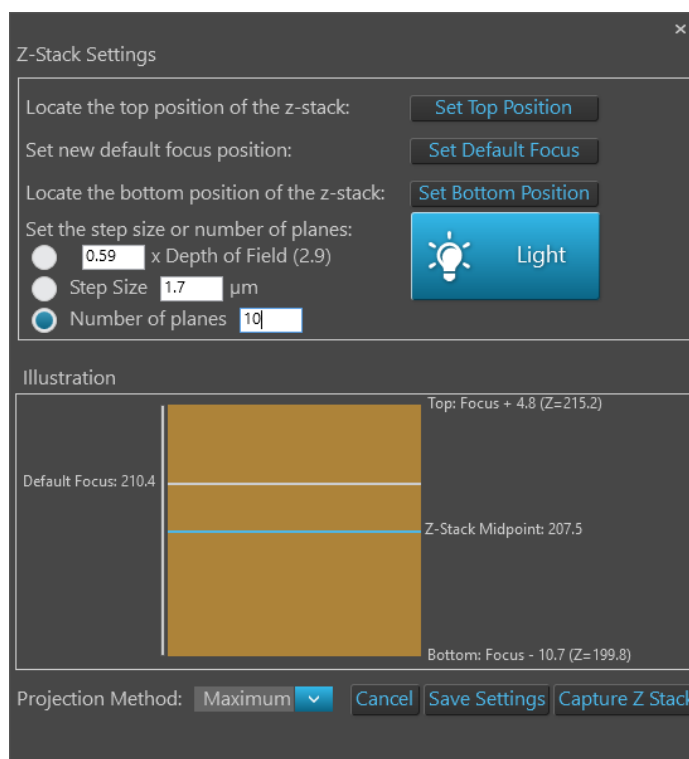 ×
Z-Stack Settings
Locate the top position of the z-stack: Set Top Position
Set new default focus position: Set Default Focus
Locate the bottom position of the z-stack: Set Bottom Position
Set the step size or number of planes:
0.59 x Depth of Field (2.9)
Light
Step Size 1.7 µm
Number of planes 10
Illustration
Top: Focus + 4.8 (Z=215.2)
Default Focus: 210.4
Z-Stack Midpoint: 207.5
Bottom: Focus - 10.7 (Z=199.8)
Projection Method: Maximum Cancel Save Settings Capture Z Stack